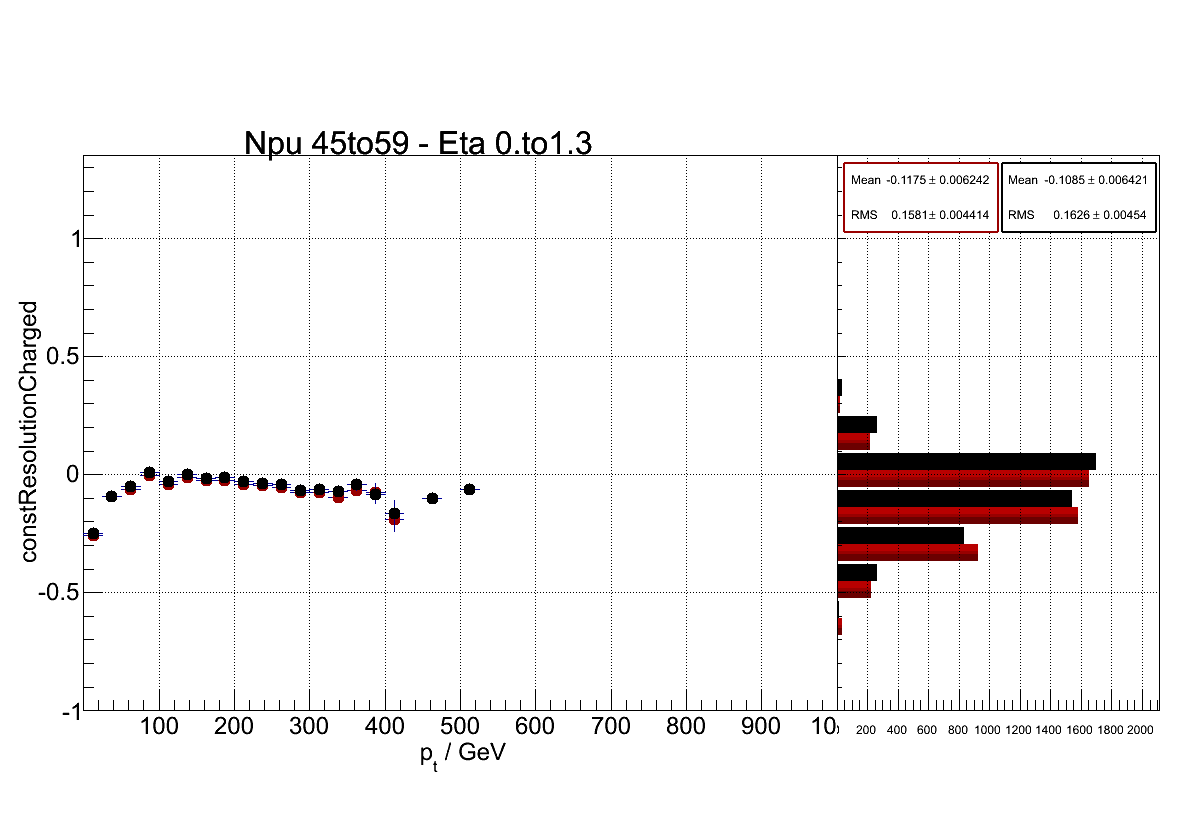 Npu 45to59 - Eta 0.to1.3
Mean -0.1175 ± 0.006242
RMS 0.1581 ± 0.004414
Mean -0.1085 ± 0.006421
RMS 0.1626 ± 0.00454
constResolutionCharged
1
0.5
0
-0.5
-1
100 200 300 400 500 600 700 800 900 10
200 400 600 800 1000 1200 1400 1600 1800 2000
pt / GeV